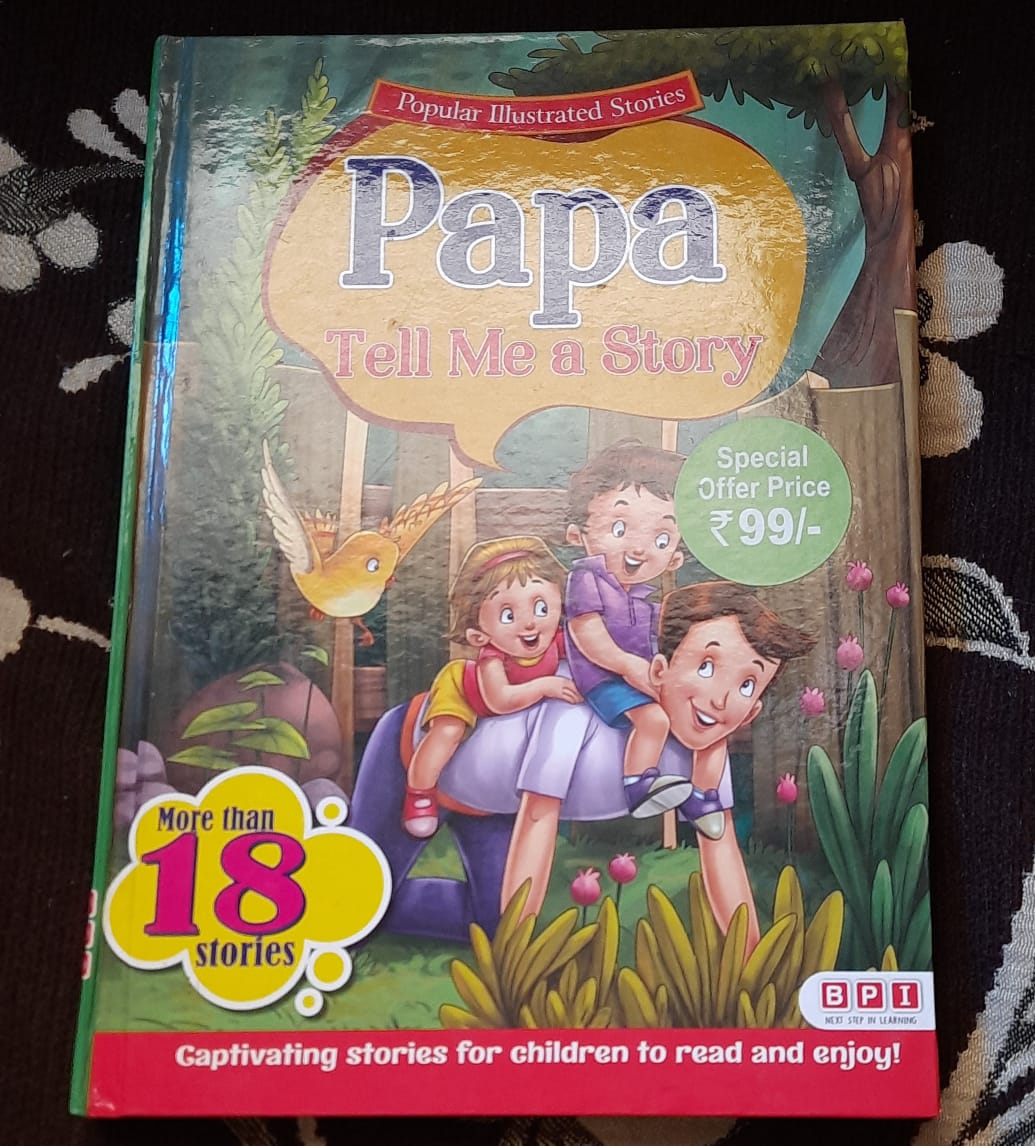 Popular Illustrated Stories
Papa
Tell Me a Story
Special
Offer Price
₹ 99/-
More than
18
stories
BPI
NEXT STEP IN LEARNING
Captivating stories for children to read and enjoy!